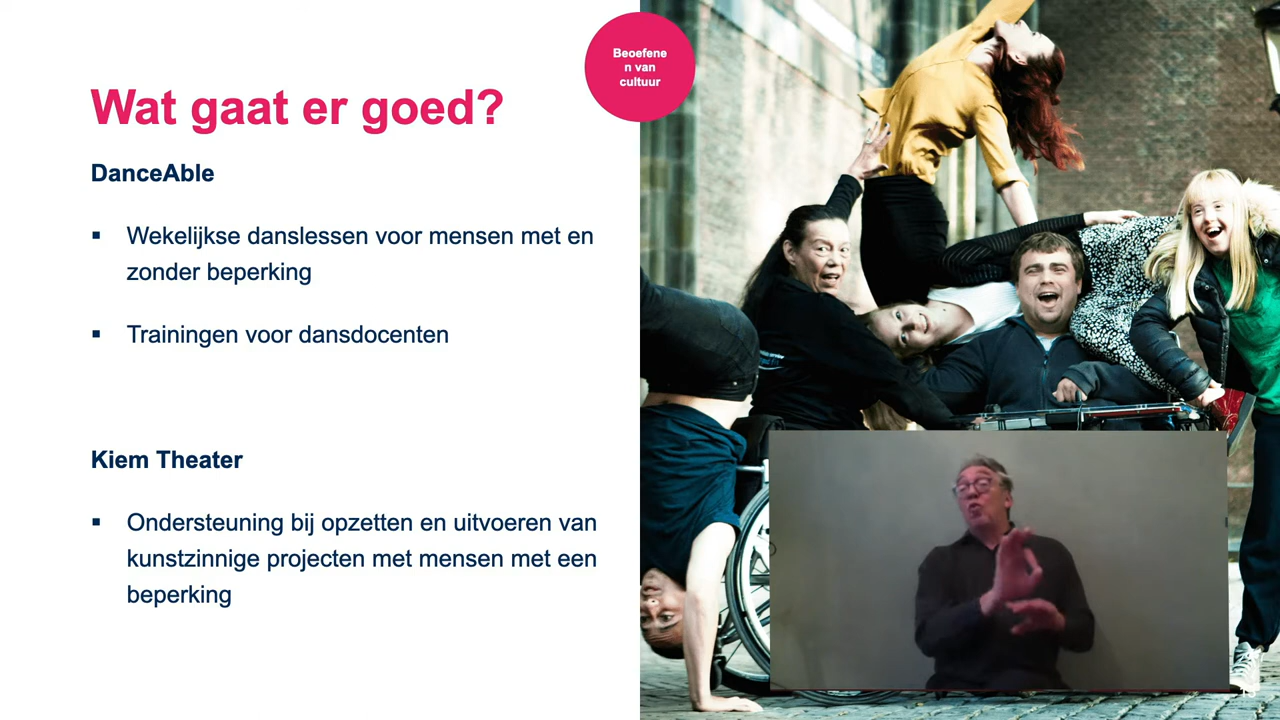 Beoefene
n van
cultuur
Wat gaat er goed?
DanceAble
▪ Wekelijkse danslessen voor mensen met en
zonder beperking
▪ Trainingen voor dansdocenten
Kiem Theater
▪ Ondersteuning bij opzetten en uitvoeren van
kunstzinnige projecten met mensen met een
beperking